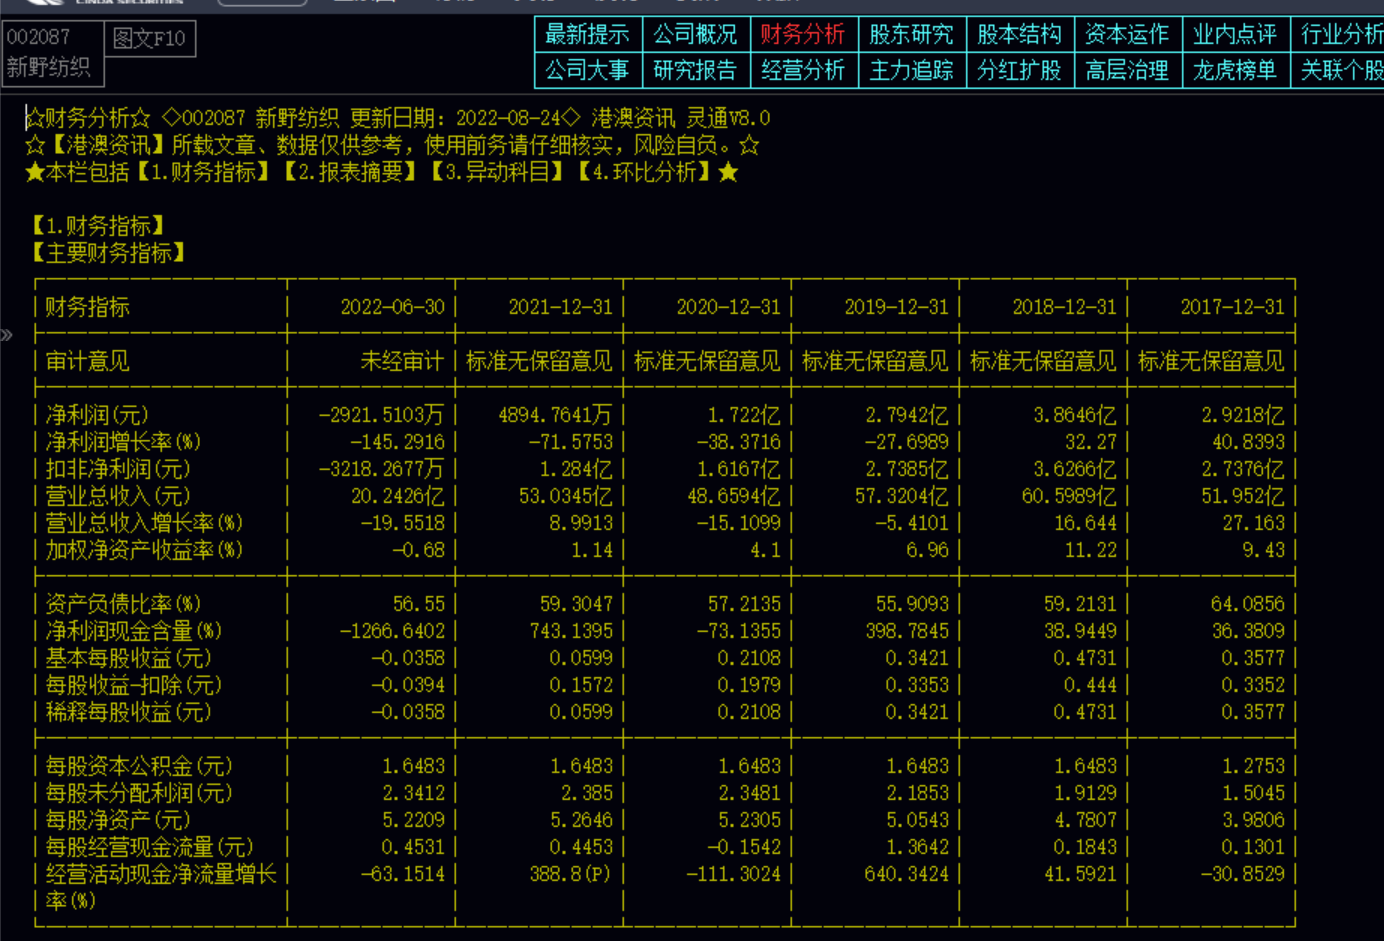 CINDA SECURITIES
002087 图文F10 最新提示 公司概况 财务分析 股东研究 股本结构 资本运作 业内点评 行业分析
新野纺织 公司大事 研究报告 经营分析 主力追踪 分红扩股 高层治理 龙虎榜单 关联个股
☆财务分析☆ ◇002087 新野纺织 更新日期：2022-08-24◇ 港澳资讯 灵通V8.0
☆【港澳资讯】所载文章、数据仅供参考，使用前务请仔细核实，风险自负。☆
★本栏包括【1.财务指标】【2.报表摘要】【3.异动科目】【4.环比分析】★
【1.财务指标】
【主要财务指标】
财务指标 2022-06-30 2021-12-31 2020-12-31 2019-12-31 2018-12-31 2017-12-31
审计意见 未经审计 标准无保留意见 标准无保留意见 标准无保留意见 标准无保留意见 标准无保留意见
净利润(元) -2921.5103万 4894.7641万 1.722亿 2.7942亿 3.8646亿 2.9218亿
净利润增长率(%) -145.2916 -71.5753 -38.3716 -27.6989 32.27 40.8393
扣非净利润(元) -3218.2677万 1.284亿 1.6167亿 2.7385亿 3.6266亿 2.7376亿
营业总收入(元) 20.2426亿 53.0345亿 48.6594亿 57.3204亿 60.5989亿 51.952亿
营业总收入增长率(%) -19.5518 8.9913 -15.1099 -5.4101 16.644 27.163
加权净资产收益率(%) -0.68 1.14 4.1 6.96 11.22 9.43
资产负债比率(%) 56.55 59.3047 57.2135 55.9093 59.2131 64.0856
净利润现金含量(%) -1266.6402 743.1395 -73.1355 398.7845 38.9449 36.3809
基本每股收益(元) -0.0358 0.0599 0.2108 0.3421 0.4731 0.3577
每股收益-扣除(元) -0.0394 0.1572 0.1979 0.3353 0.444 0.3352
稀释每股收益(元) -0.0358 0.0599 0.2108 0.3421 0.4731 0.3577
每股资本公积金(元) 1.6483 1.6483 1.6483 1.6483 1.6483 1.2753
每股未分配利润(元) 2.3412 2.385 2.3481 2.1853 1.9129 1.5045
每股净资产(元) 5.2209 5.2646 5.2305 5.0543 4.7807 3.9806
每股经营现金流量(元) 0.4531 0.4453 -0.1542 1.3642 0.1843 0.1301
经营活动现金净流量增长 -63.1514 388.8(P) -111.3024 640.3424 41.5921 -30.8529
率(%)